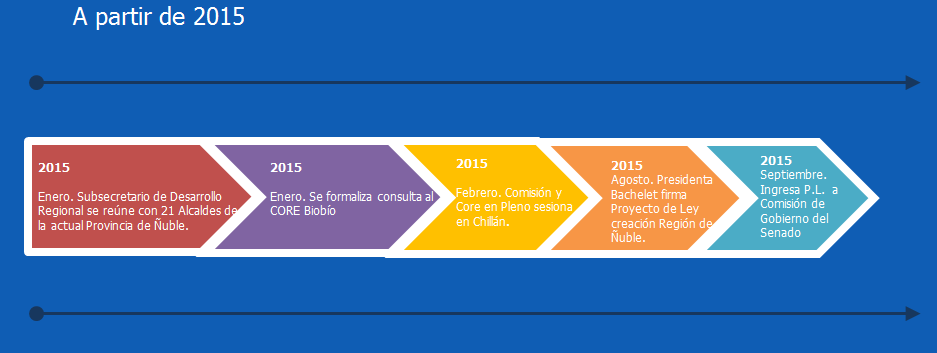 A partir de 2015
2015
Enero. Subsecretario de Desarrollo
Regional se reúne con 21 Alcaldes de
la actual Provincia de Ñuble.
2015
Enero. Se formaliza consulta al
CORE Biobío
2015
Febrero. Comisión y
Core en Pleno sesiona
en Chillán.
2015
Agosto. Presidenta
Bachelet firma
Proyecto de Ley
creación Región de
Ñuble.
2015
Septiembre.
Ingresa P.L. a
Comisión de
Gobierno del
Senado